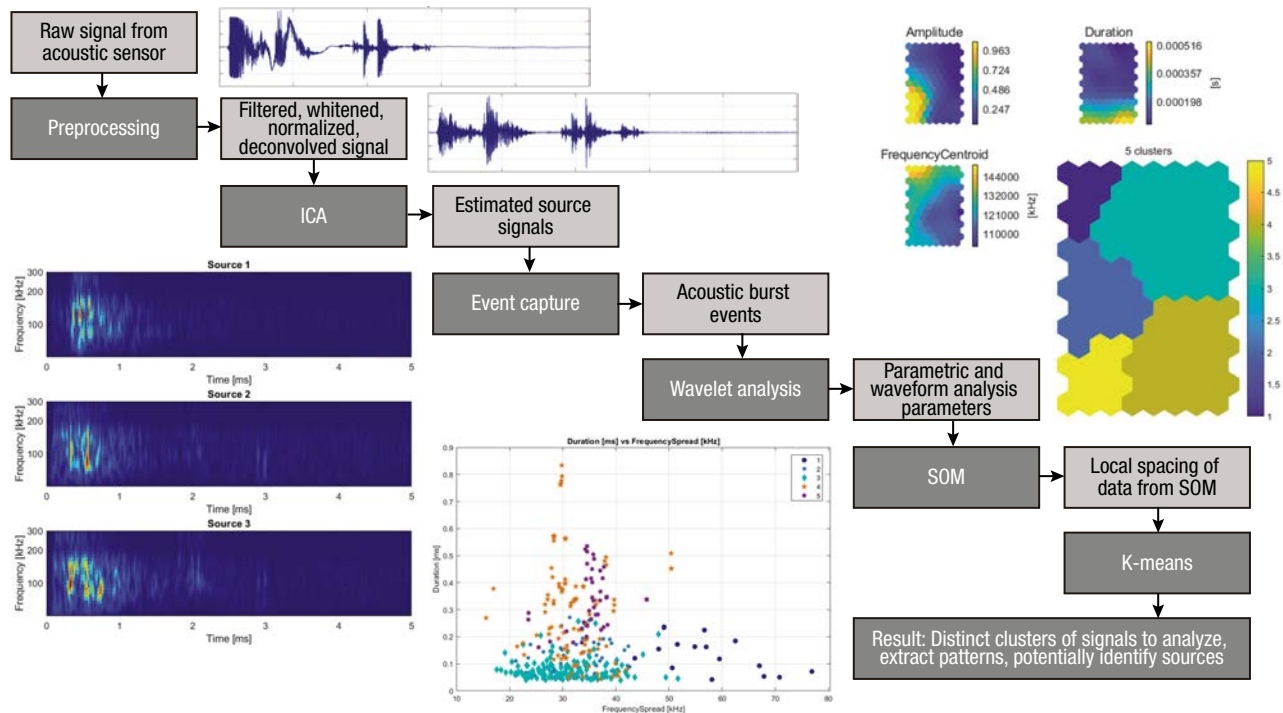 Raw signal from
acoustic sensor
Preprocessing
Filtered, whitened,
normalized,
deconvolved signal
ICA
Estimated source
signals
Event capture
Acoustic burst
events
Wavelet analysis
Parametric and
waveform analysis
parameters
SOM
Local spacing of
data from SOM
K-means
Result: Distinct clusters of signals to analyze,
extract patterns, potentially identify sources
Amplitude
0.963
0.724
0.486
0.247
Duration
0.000516
0.000357
0.000198
[s]
FrequencyCentroid
144000
132000
121000
110000
[kHz]
5 clusters
5
4.5
4
3.5
3
2.5
2
1.5
1
Source 1
Frequency [kHz]
300
200
100
0 1 2 3 4 5
Time [ms]
Source 2
Frequency [kHz]
300
200
100
0 1 2 3 4 5
Time [ms]
Source 3
Frequency [kHz]
300
200
100
0 1 2 3 4 5
Time [ms]
Duration [ms] vs FrequencySpread [kHz]
Duration [ms]
0.9
0.8
0.7
0.6
0.5
0.4
0.3
0.2
0.1
0
10 20 30 40 50 60 70 80
FrequencySpread [kHz]
1
2
3
4
5